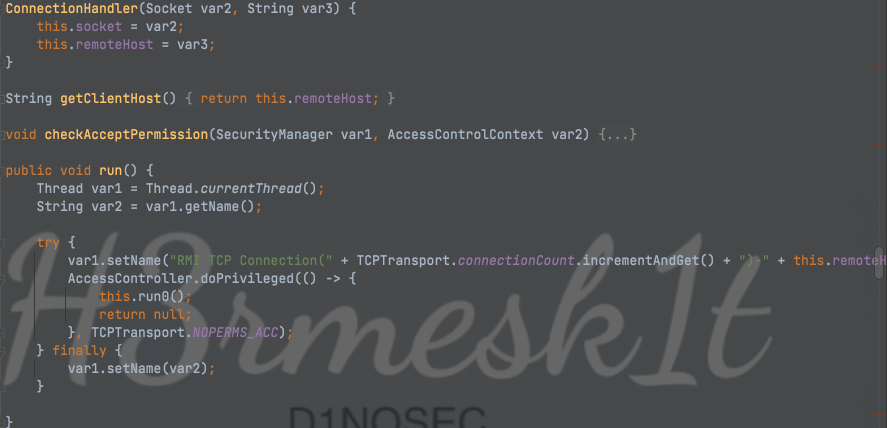 ConnectionHandler(Socket var2, String var3) {
this.socket = var2;
this.remoteHost = var3;
}
String getClientHost() { return this.remoteHost; }
void checkAcceptPermission(SecurityManager var1, AccessControlContext var2) {...}
public void run() {
Thread var1 = Thread.currentThread();
String var2 = var1.getName();
try {
var1.setName("RMI TCP Connection(" + TCPTransport.connectionCount.incrementAndGet() + ")-" + this.remoteH
AccessController.doPrivileged(() -> {
this.run0();
return null;
}, TCPTransport.NOPERMS_ACC);
} finally {
var1.setName(var2);
}
}
H3rmesk1t
D1NOSEC